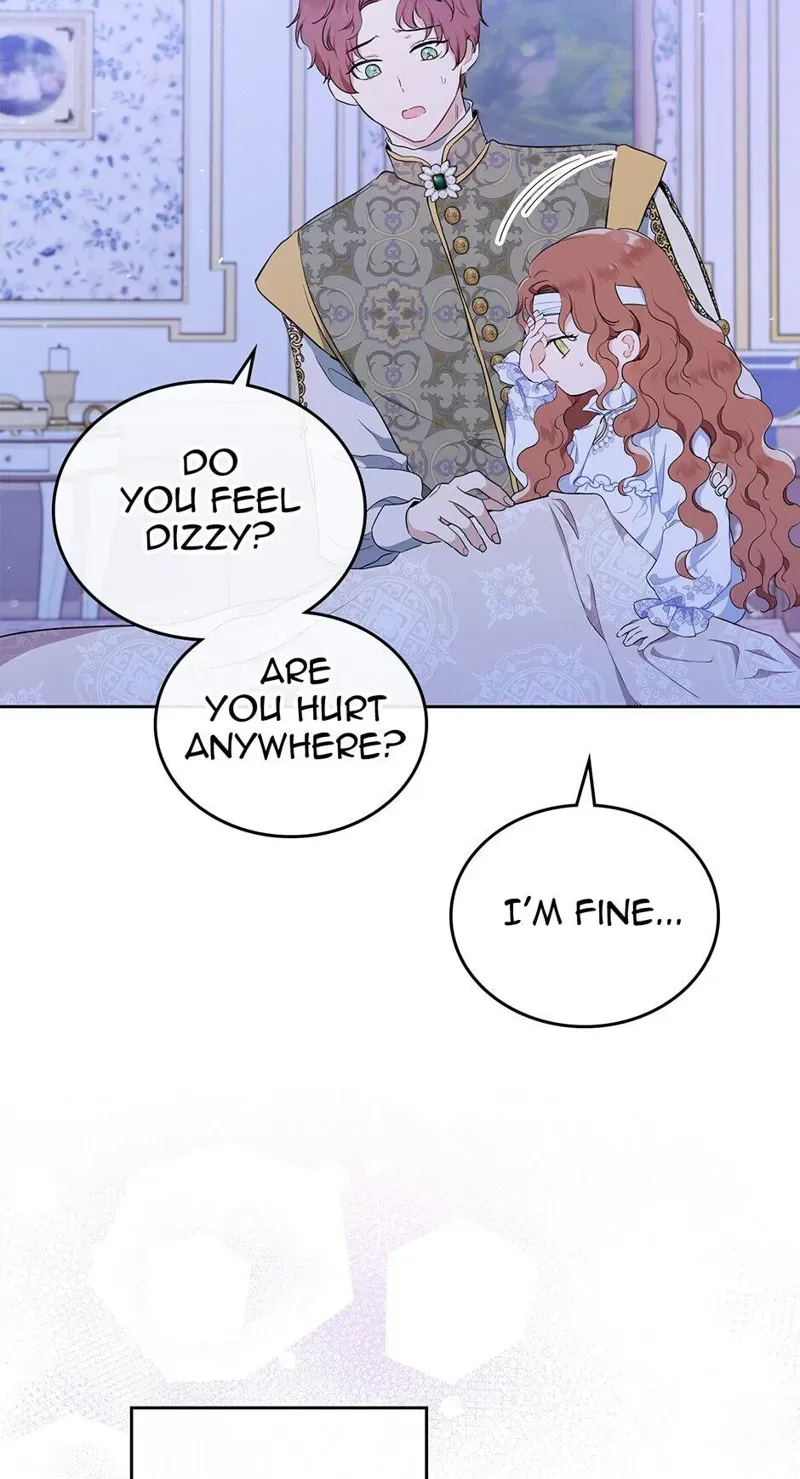 DO
YOU FEEL
DIZZY?
ARE
YOU HURT
ANYWHERE?
I'M FINE...